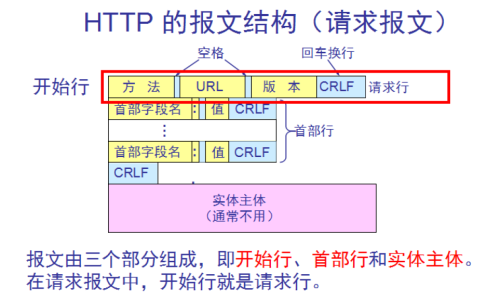 HTTP 的报文结构（请求报文）
空格 回车换行
开始行 方 法 URL 版 本 CRLF 请求行
首部字段名 : 值 CRLF
⋮ 首部行
首部字段名 : 值 CRLF
CRLF
实体主体
（通常不用）
报文由三个部分组成，即开始行、首部行和实体主体。
在请求报文中，开始行就是请求行。